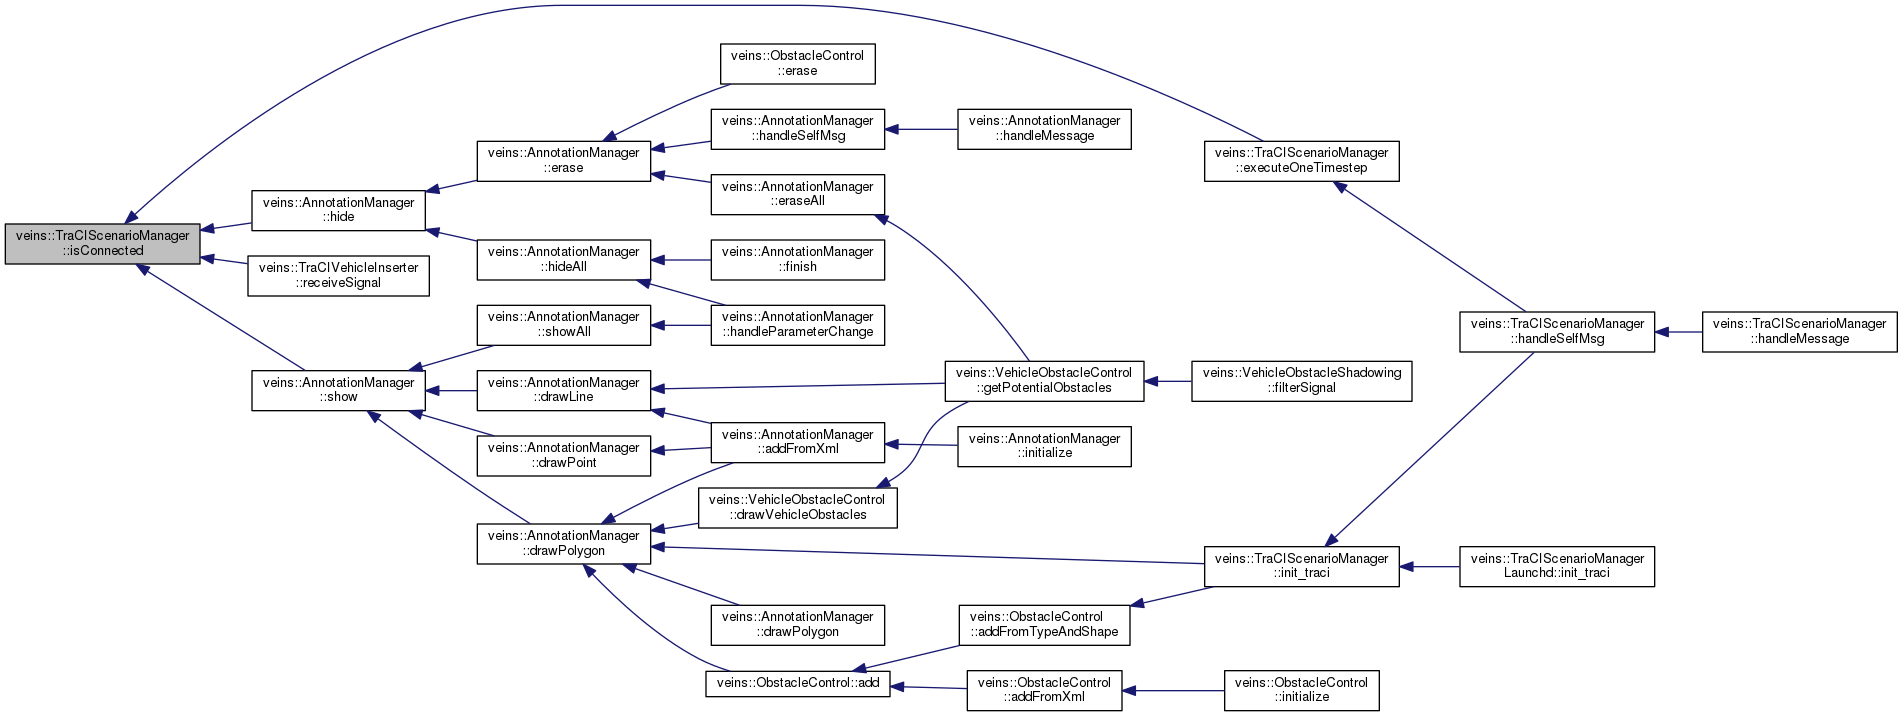 veins::ObstacleControl
::erase
veins::AnnotationManager
::handleSelfMsg
veins::AnnotationManager
::handleMessage
veins::AnnotationManager
::erase
veins::TraCIScenarioManager
::executeOneTimestep
veins::AnnotationManager
::eraseAll
veins::AnnotationManager
::hide
veins::TraCIScenarioManager
::isConnected
veins::AnnotationManager
::hideAll
veins::AnnotationManager
::finish
veins::TraCIVehicleInserter
::receiveSignal
veins::AnnotationManager
::showAll
veins::AnnotationManager
::handleParameterChange
veins::TraCIScenarioManager
::handleSelfMsg
veins::TraCIScenarioManager
::handleMessage
veins::AnnotationManager
::show
veins::AnnotationManager
::drawLine
veins::VehicleObstacleControl
::getPotentialObstacles
veins::VehicleObstacleShadowing
::filterSignal
veins::AnnotationManager
::drawPoint
veins::AnnotationManager
::addFromXml
veins::AnnotationManager
::initialize
veins::VehicleObstacleControl
::drawVehicleObstacles
veins::AnnotationManager
::drawPolygon
veins::TraCIScenarioManager
::init_traci
veins::TraCIScenarioManager
Launchd::init_traci
veins::AnnotationManager
::drawPolygon
veins::ObstacleControl
::addFromTypeAndShape
veins::ObstacleControl::add
veins::ObstacleControl
::addFromXml
veins::ObstacleControl
::initialize